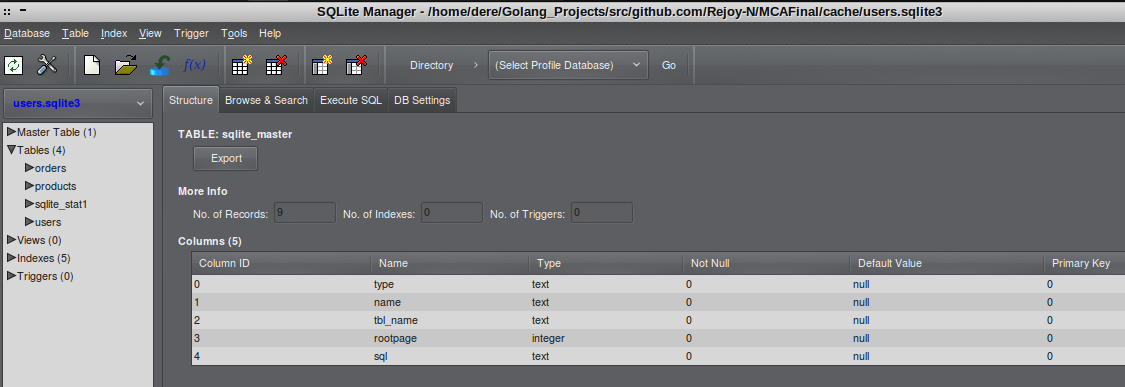 SQLite Manager - /home/dere/Golang_Projects/src/github.com/Rejoy-N/MCAFinal/cache/users.sqlite3
Database Table Index View Trigger Tools Help
f(x) Directory (Select Profile Database) Go
users.sqlite3
Master Table (1)
Tables (4)
orders
products
sqlite_stat1
users
Views (0)
Indexes (5)
Triggers (0)
Structure Browse & Search Execute SQL DB Settings
TABLE: sqlite_master
Export
More Info
No. of Records: 9 No. of Indexes: 0 No. of Triggers: 0
Columns (5)
Column ID Name Type Not Null Default Value Primary Key
0 type text 0 null 0
1 name text 0 null 0
2 tbl_name text 0 null 0
3 rootpage integer 0 null 0
4 sql text 0 null 0